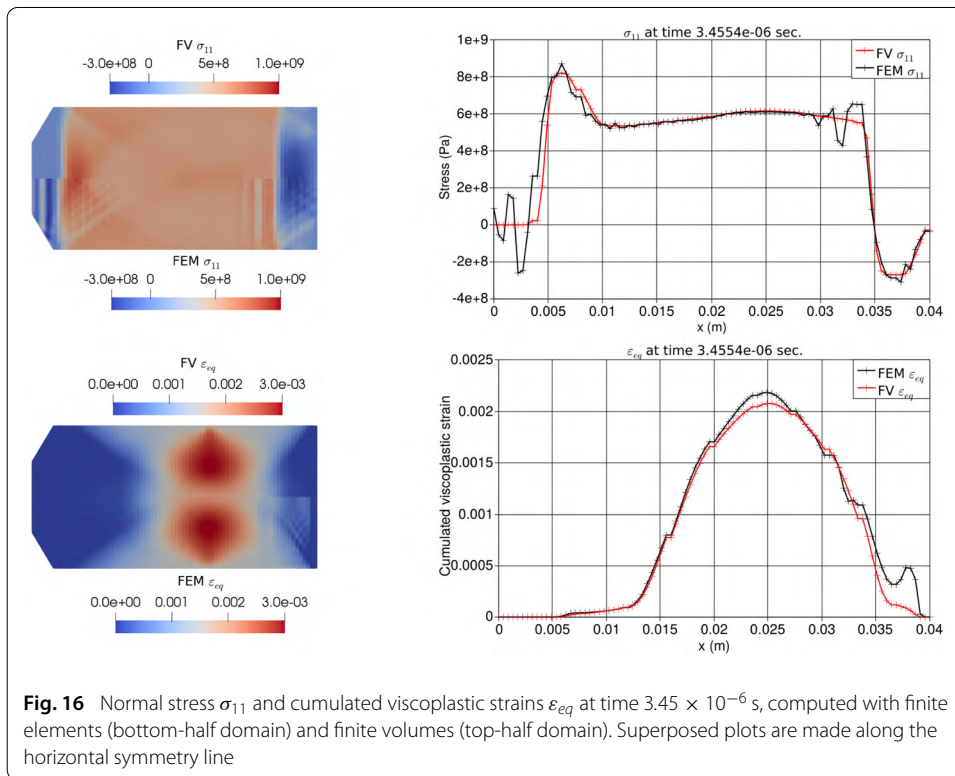 FV σ11
-3.0e+08 0 5e+8 1.0e+09
FEM σ11
-3.0e+08 0 5e+8 1.0e+09
σ11 at time 3.4554e-06 sec.
FV σ11
FEM σ11
1e+9
8e+8
6e+8
4e+8
2e+8
0
-2e+8
-4e+8
Stress (Pa)
0 0.005 0.01 0.015 0.02 0.025 0.03 0.035 0.04
x (m)
FV εeq
0.0e+00 0.001 0.002 3.0e-03
FEM εeq
0.0e+00 0.001 0.002 3.0e-03
εeq at time 3.4554e-06 sec.
FEM εeq
FV εeq
0.0025
0.002
0.0015
0.001
0.0005
0
Cumulated viscoplastic strain
0 0.005 0.01 0.015 0.02 0.025 0.03 0.035 0.04
x (m)
Fig. 16 Normal stress σ11 and cumulated viscoplastic strains εeq at time 3.45 × 10−6 s, computed with finite
elements (bottom-half domain) and finite volumes (top-half domain). Superposed plots are made along the
horizontal symmetry line